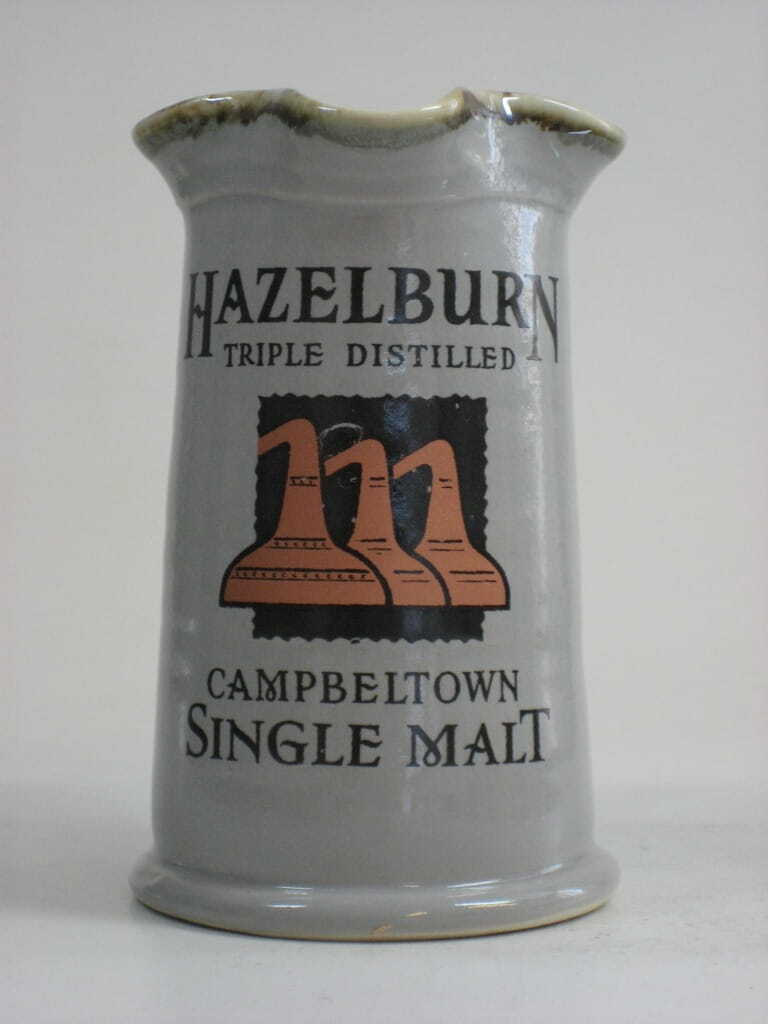 HAZELBURN
TRIPLE DISTILLED
CAMPBELTOWN
SINGLE MALT